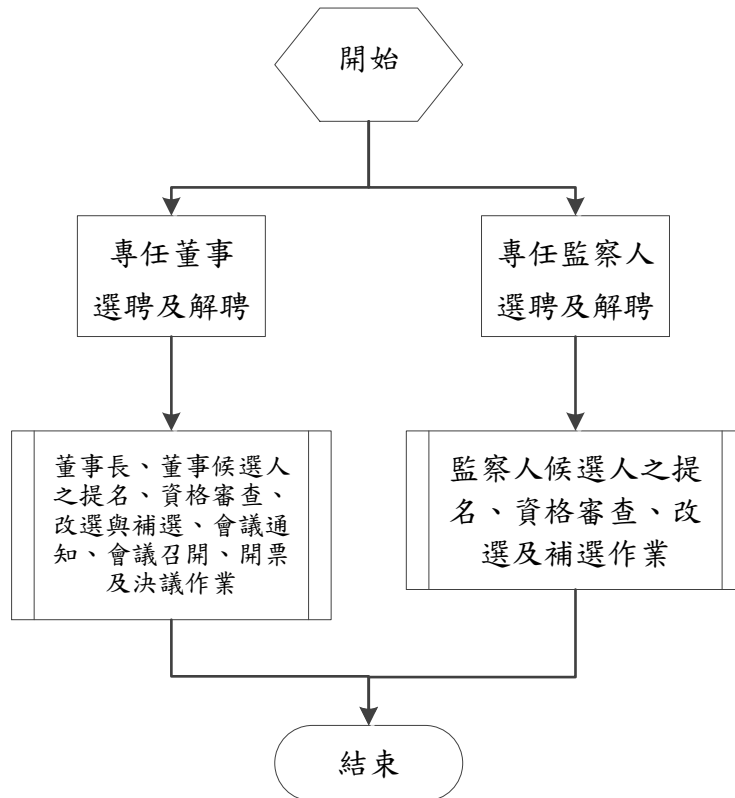 開始
專任董事
選聘及解聘
專任監察人
選聘及解聘
董事長、董事候選人
之提名、資格審查、
改選與補選、會議通
知、會議召開、開票
及決議作業
監察人候選人之提
名、資格審查、改
選及補選作業
結束